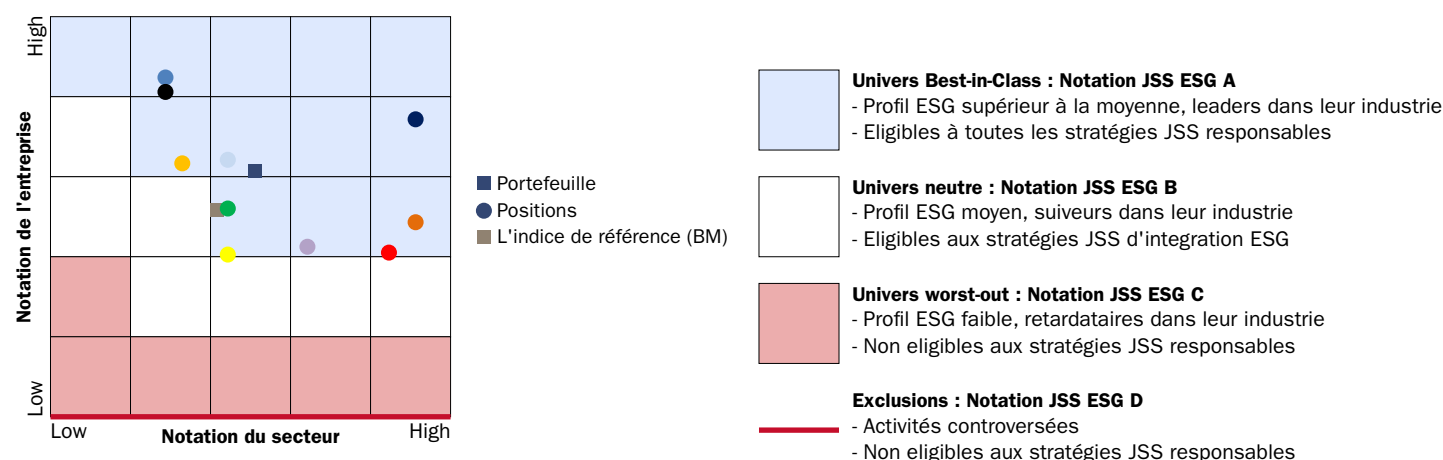 High
Notation de l'entreprise
Low
Low
Notation du secteur
High
Portefeuille
Positions
L'indice de référence (BM)
Univers Best-in-Class : Notation JSS ESG A
- Profil ESG supérieur à la moyenne, leaders dans leur industrie
- Eligibles à toutes les stratégies JSS responsables
Univers neutre : Notation JSS ESG B
- Profil ESG moyen, suiveurs dans leur industrie
- Eligibles aux stratégies JSS d'integration ESG
Univers worst-out : Notation JSS ESG C
- Profil ESG faible, retardataires dans leur industrie
- Non eligibles aux stratégies JSS responsables
Exclusions : Notation JSS ESG D
- Activités controversées
- Non eligibles aux stratégies JSS responsables